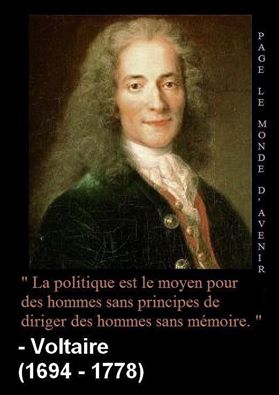 PAGE LE MONDE D' AVENIR
" La politique est le moyen pour
des hommes sans principes de
diriger des hommes sans mémoire. "
- Voltaire
(1694 - 1778)